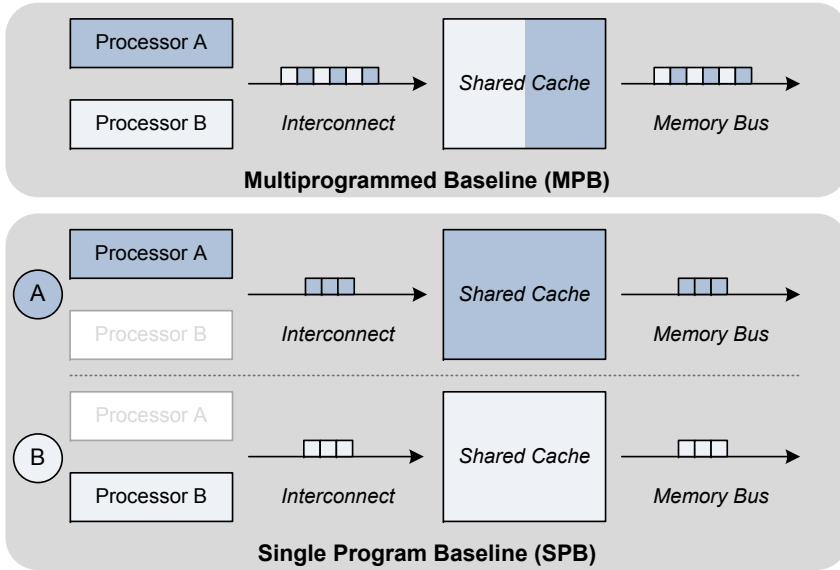 Processor A
Processor B
Interconnect
Shared Cache
Memory Bus
Multiprogrammed Baseline (MPB)
A
Processor A
Processor B
Interconnect
Shared Cache
Memory Bus
B
Processor A
Processor B
Interconnect
Shared Cache
Memory Bus
Single Program Baseline (SPB)